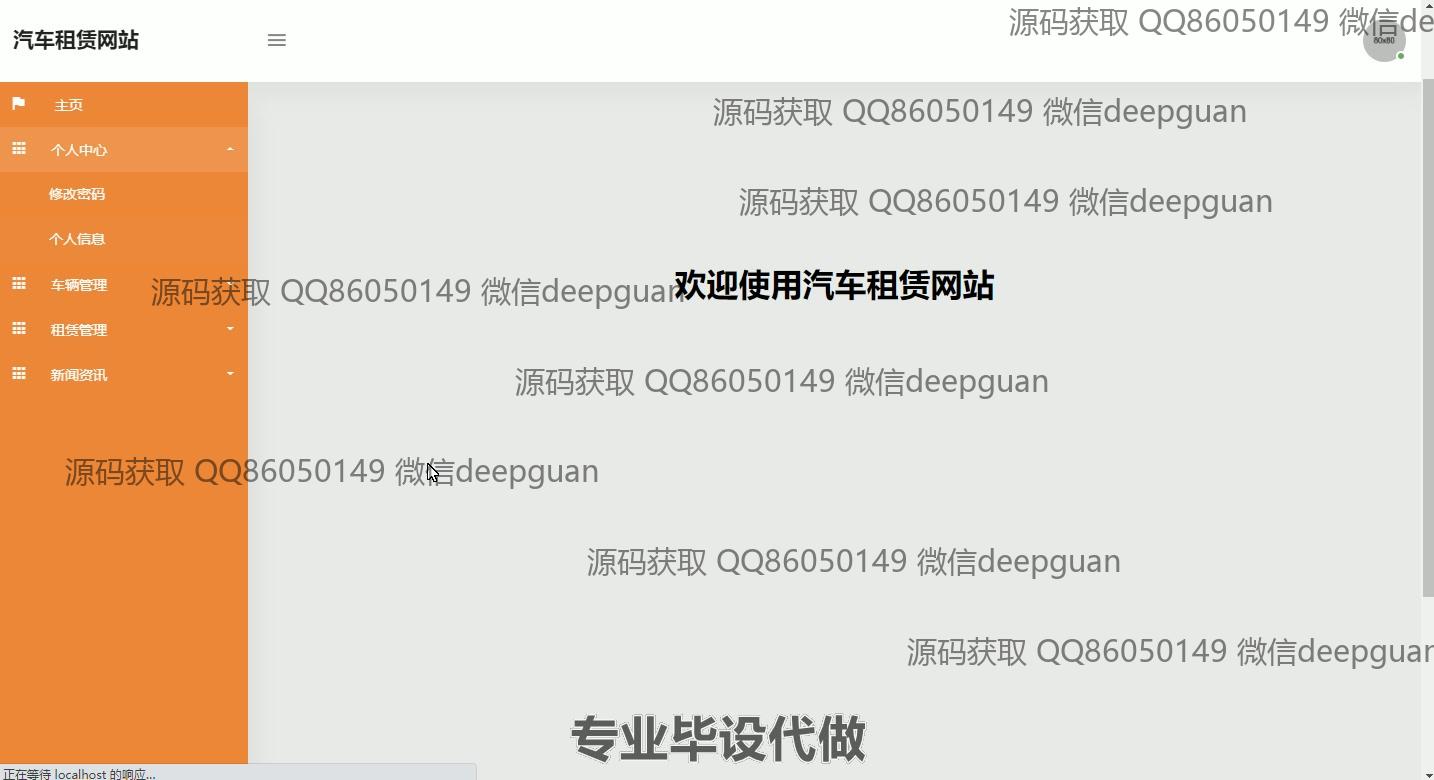 源码获取 QQ86050149 微信de
汽车租赁网站
80x80
主页
源码获取 QQ86050149 微信deepguan
个人中心
修改密码
源码获取 QQ86050149 微信deepguan
个人信息
车辆管理
源码获取 QQ86050149 微信deepguan
欢迎使用汽车租赁网站
租赁管理
新闻资讯
源码获取 QQ86050149 微信deepguan
源码获取 QQ86050149 微信deepguan
源码获取 QQ86050149 微信deepguan
源码获取 QQ86050149 微信deepguan
专业毕设代做
正在等待 localhost 的响应...